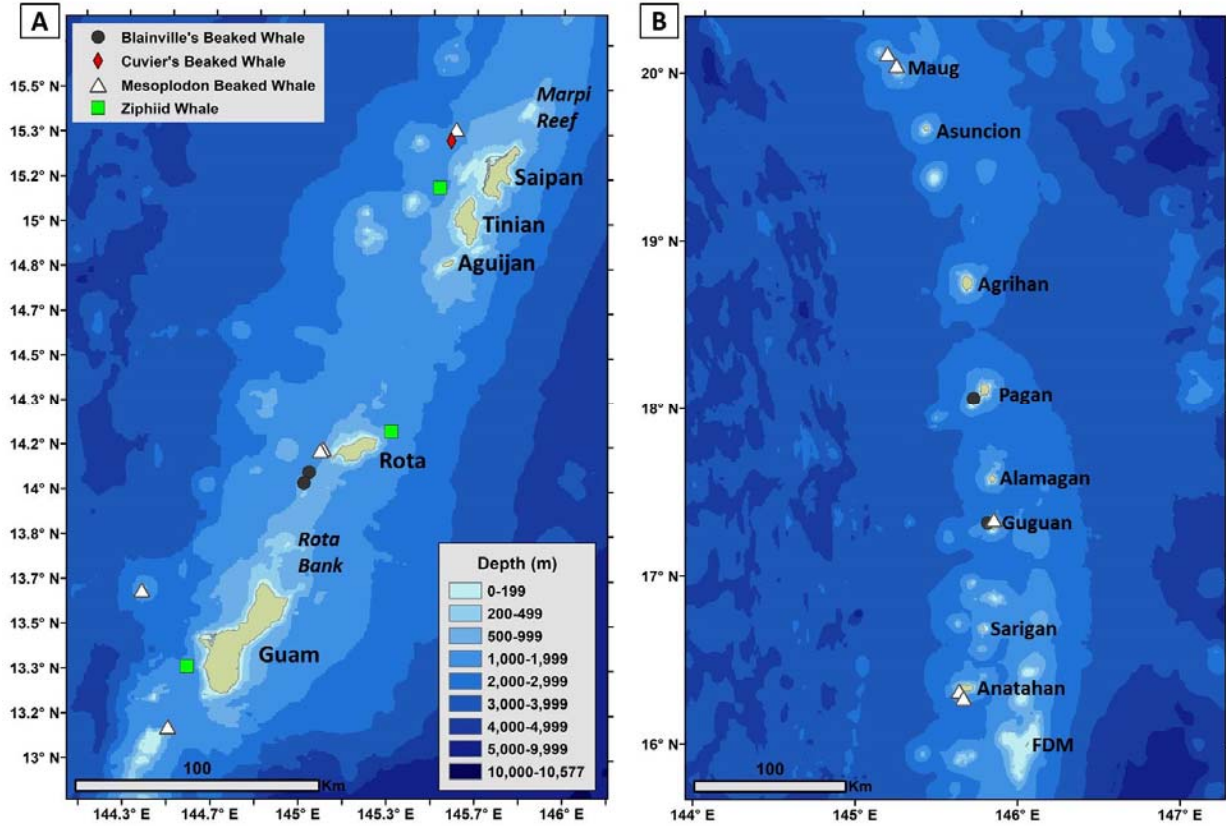 A
Blainville's Beaked Whale
Cuvier's Beaked Whale
Mesoplodon Beaked Whale
Ziphiid Whale
15.5° N
15.3° N
15.2° N
15° N
14.8° N
14.7° N
14.5° N
14.3° N
14.2° N
14° N
13.8° N
13.7° N
13.5° N
13.3° N
13.2° N
13° N
Marpi
Reef
Saipan
Tinian
Aguijan
Rota
Rota
Bank
Guam
Depth (m)
0-199
200-499
500-999
1,000-1,999
2,000-2,999
3,000-3,999
4,000-4,999
5,000-9,999
10,000-10,577
100
Km
144.3° E
144.7° E
145° E
145.3° E
145.7° E
146° E
B
20° N
19° N
18° N
17° N
16° N
Maug
Asuncion
Agrihan
Pagan
Alamagan
Guguan
Sarigan
Anatahan
FDM
100
Km
144° E
145° E
146° E
147° E